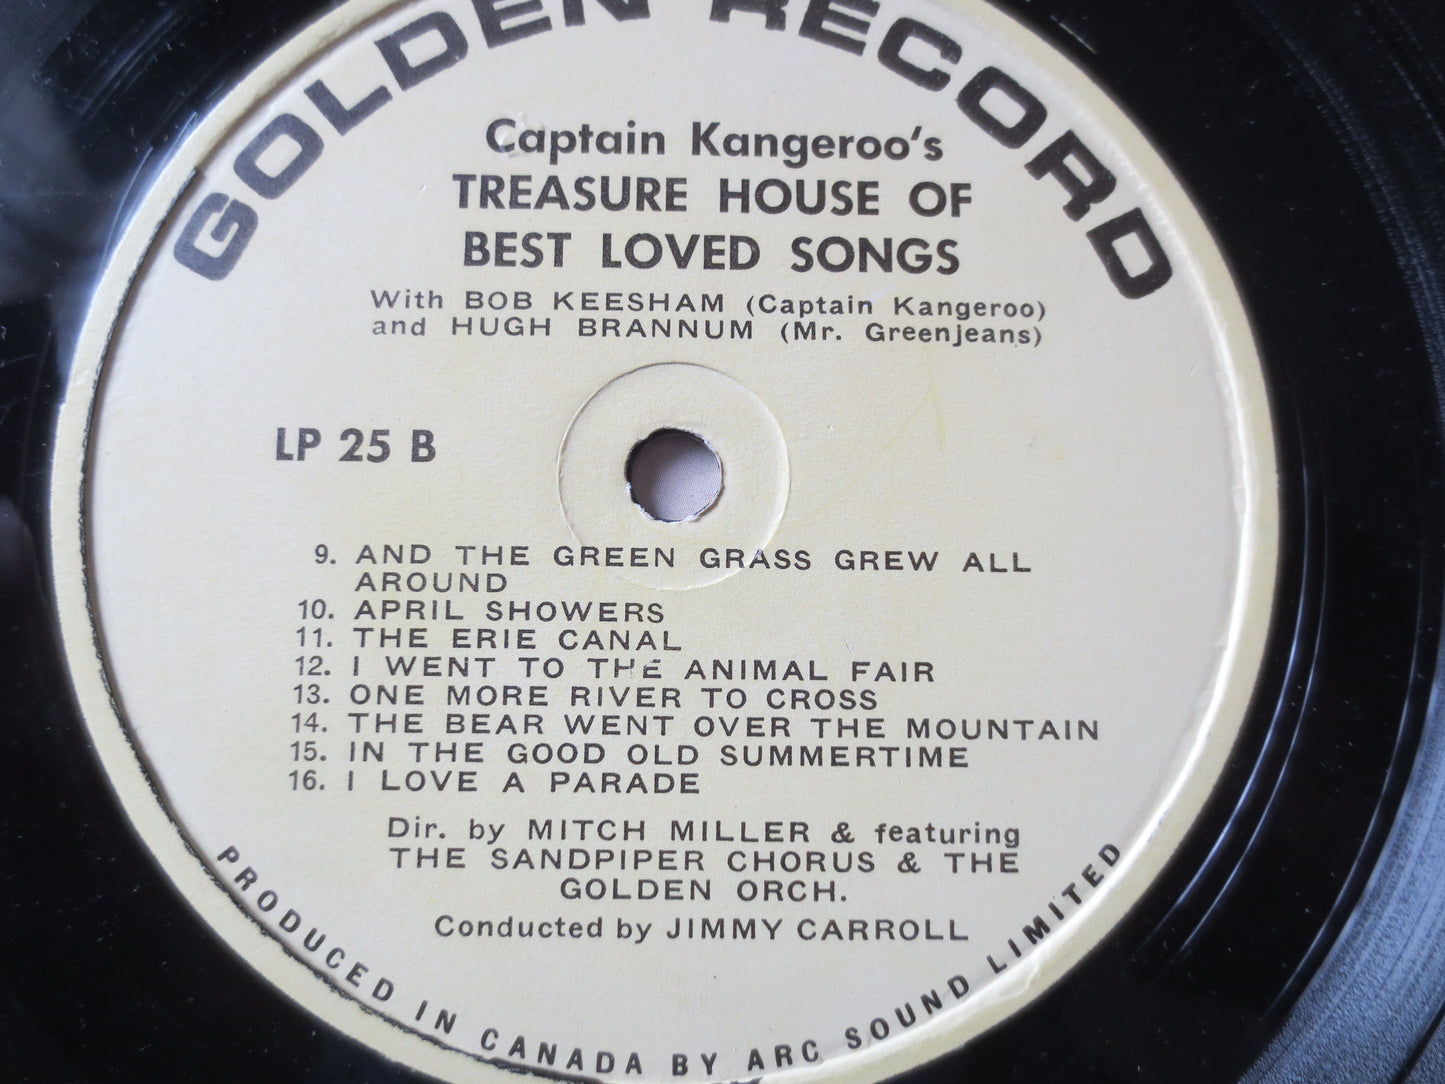 GOLDEN RECORD
Captain Kangeroo's
TREASURE HOUSE OF
BEST LOVED SONGS
With BOB KEESHAM (Captain Kangeroo)
and HUGH BRANNUM (Mr. Greenjeans)
LP 25 B
9. AND THE GREEN GRASS GREW ALL
AROUND
10. APRIL SHOWERS
11. THE ERIE CANAL
12. I WENT TO THE ANIMAL FAIR
13. ONE MORE RIVER TO CROSS
14. THE BEAR WENT OVER THE MOUNTAIN
15. IN THE GOOD OLD SUMMERTIME
16. I LOVE A PARADE
Dir. by MITCH MILLER & featuring
THE SANDPIPER CHORUS & THE
GOLDEN ORCH.
Conducted by JIMMY CARROLL
PRODUCED IN CANADA BY ARC SOUND LIMITED